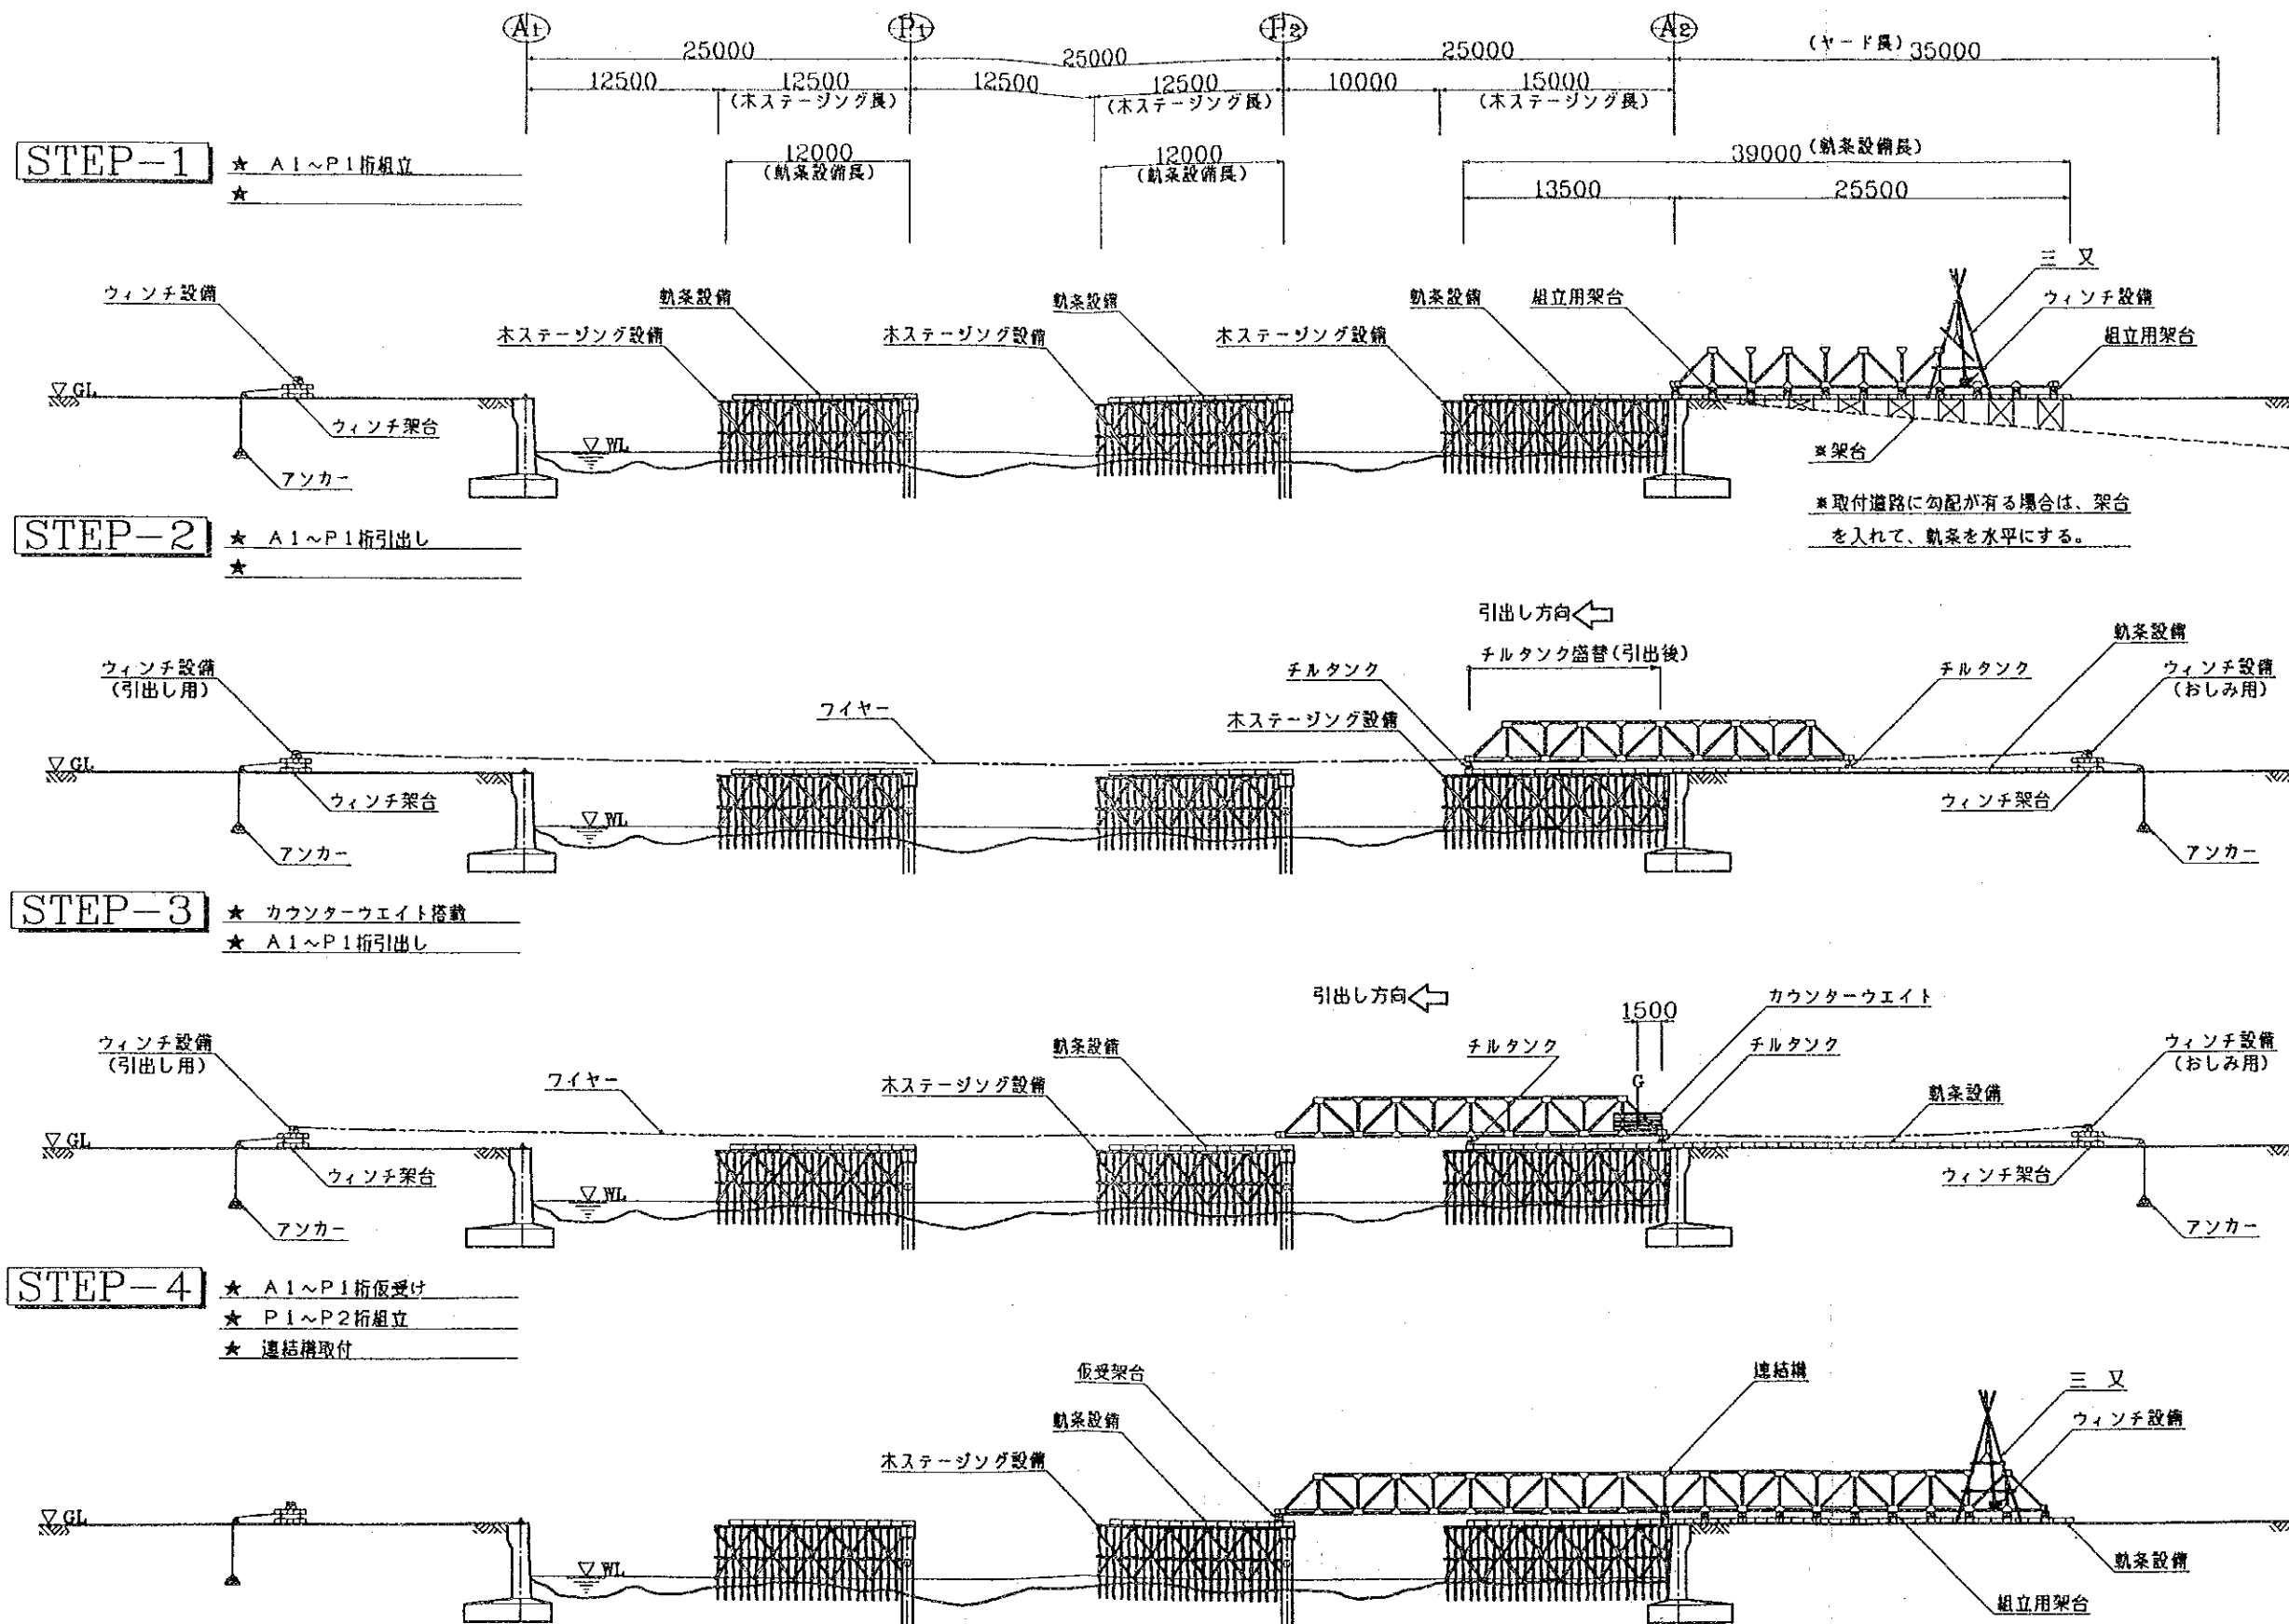 A1 P1 P2 A2
25000 25000 25000 (ヤード長) 35000
12500 12500 12500 12500 10000 15000
(木ステージング長) (木ステージング長) (木ステージング長)
STEP-1
★ A1~P1桁組立
★
12000 12000 39000 (軌条設備長)
(軌条設備長) (軌条設備長)
13500 25500
三 又
ウィンチ設備 軌条設備 軌条設備 軌条設備 組立用架台 ウィンチ設備
木ステージング設備 木ステージング設備 木ステージング設備 組立用架台
▽ GL
ウィンチ架台
▽ WL
※架台
アンカー
※取付道路に勾配が有る場合は、架台
を入れて、軌条を水平にする。
STEP-2
★ A1~P1桁引出し
★
引出し方向
チルタンク盛替(引出後) 軌条設備
ウィンチ設備 チルタンク チルタンク ウィンチ設備
(引出し用) (おしみ用)
ワイヤー 木ステージング設備
▽ GL
ウィンチ架台 ウィンチ架台
▽ WL
アンカー アンカー
STEP-3
★ カウンターウエイト搭載
★ A1~P1桁引出し
引出し方向 カウンターウエイト
1500
ウィンチ設備 軌条設備 チルタンク チルタンク ウィンチ設備
(引出し用) (おしみ用)
ワイヤー 木ステージング設備 G 軌条設備
▽ GL
ウィンチ架台 ウィンチ架台
▽ WL
アンカー アンカー
STEP-4
★ A1~P1桁仮受け
★ P1~P2桁組立
★ 連結構取付
仮受架台 連結構 三 又
軌条設備 ウィンチ設備
木ステージング設備
▽ GL
▽ WL
軌条設備
組立用架台